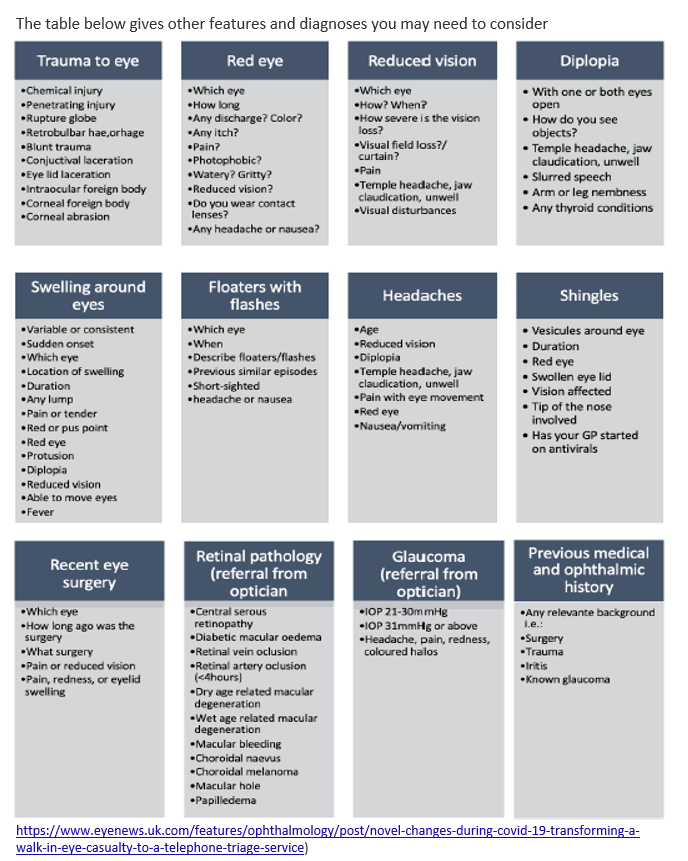 The table below gives other features and diagnoses you may need to consider
Trauma to eye
•Chemical injury
•Penetrating injury
•Rupture globe
•Retrobulbar hae,orhage
•Blunt trauma
•Conjuctival laceration
•Eye lid laceration
•Intraocular foreign body
•Corneal foreign body
•Corneal abrasion
Red eye
•Which eye
•How long
•Any discharge? Color?
•Any itch?
•Pain?
•Photophobic?
•Watery? Gritty?
•Reduced vision?
•Do you wear contact
lenses?
•Any headache or nausea?
Reduced vision
•Which eye
•How? When?
•How severe is the vision
loss?
•Visual field loss?/
curtain?
•Pain
•Temple headache, jaw
claudication, unwell
•Visual disturbances
Diplopia
• With one or both eyes
open
• How do you see
objects?
• Temple headache, jaw
claudication, unwell
• Slurred speech
• Arm or leg nembness
• Any thyroid conditions
Swelling around
eyes
•Variable or consistent
•Sudden onset
•Which eye
•Location of swelling
•Duration
•Any lump
•Pain or tender
•Red or pus point
•Red eye
•Protusion
•Diplopia
•Reduced vision
•Able to move eyes
•Fever
Floaters with
flashes
•Which eye
•When
•Describe floaters/flashes
•Previous similar episodes
•Short-sighted
•headache or nausea
Headaches
•Age
•Reduced vision
•Diplopia
•Temple headache, jaw
claudication, unwell
•Pain with eye movement
•Red eye
•Nausea/vomiting
Shingles
• Vesicules around eye
• Duration
• Red eye
• Swollen eye lid
• Vision affected
• Tip of the nose
involved
• Has your GP started
on antivirals
Recent eye
surgery
•Which eye
•How long ago was the
surgery
•What surgery
•Pain or reduced vision
•Pain, redness, or eyelid
swelling
Retinal pathology
(referral from
optician
•Central serous
retinopathy
•Diabetic macular oedema
•Retinal vein oclusion
•Retinal artery oclusion
(<4hours)
•Dry age related macular
degeneration
•Wet age related macular
degeneration
•Macular bleeding
•Choroidal naevus
•Choroidal melanoma
•Macular hole
•Papilledema
Glaucoma
(referral from
optician)
•IOP 21-30mmHg
•IOP 31mmHg or above
•Headache, pain, redness,
coloured halos
Previous medical
and ophthalmic
history
•Any relevante background
i.e.:
•Surgery
•Trauma
•Iritis
•Known glaucoma
https://www.eyenews.uk.com/features/ophthalmology/post/novel-changes-during-covid-19-transforming-a-
walk-in-eye-casualty-to-a-telephone-triage-service)